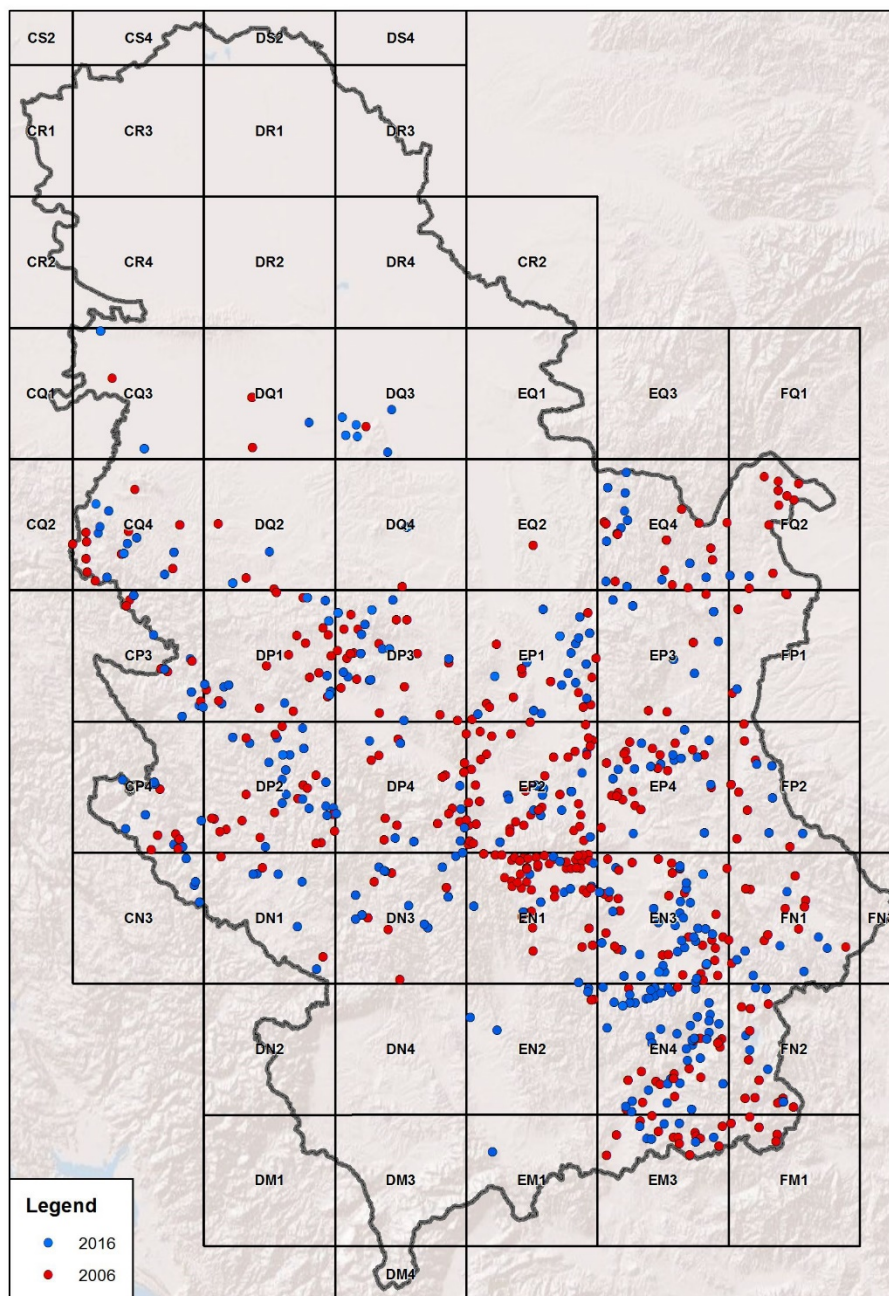 CS2 CS4 DS2 DS4
CR1 CR3 DR1 DR3
CR2 CR4 DR2 DR4 CR2
CQ1 CQ3 DQ1 DQ3 EQ1 EQ3 FQ1
CQ2 CQ4 DQ2 DQ4 EQ2 EQ4 FQ2
CP3 DP1 DP3 EP1 EP3 FP1
CP4 DP2 DP4 EP2 EP4 FP2
CN3 DN1 DN3 EN1 EN3 FN1
DN2 DN4 EN2 EN4 FN2
DM1 DM3 EM1 EM3 FM1
DM4
Legend
2016
2006